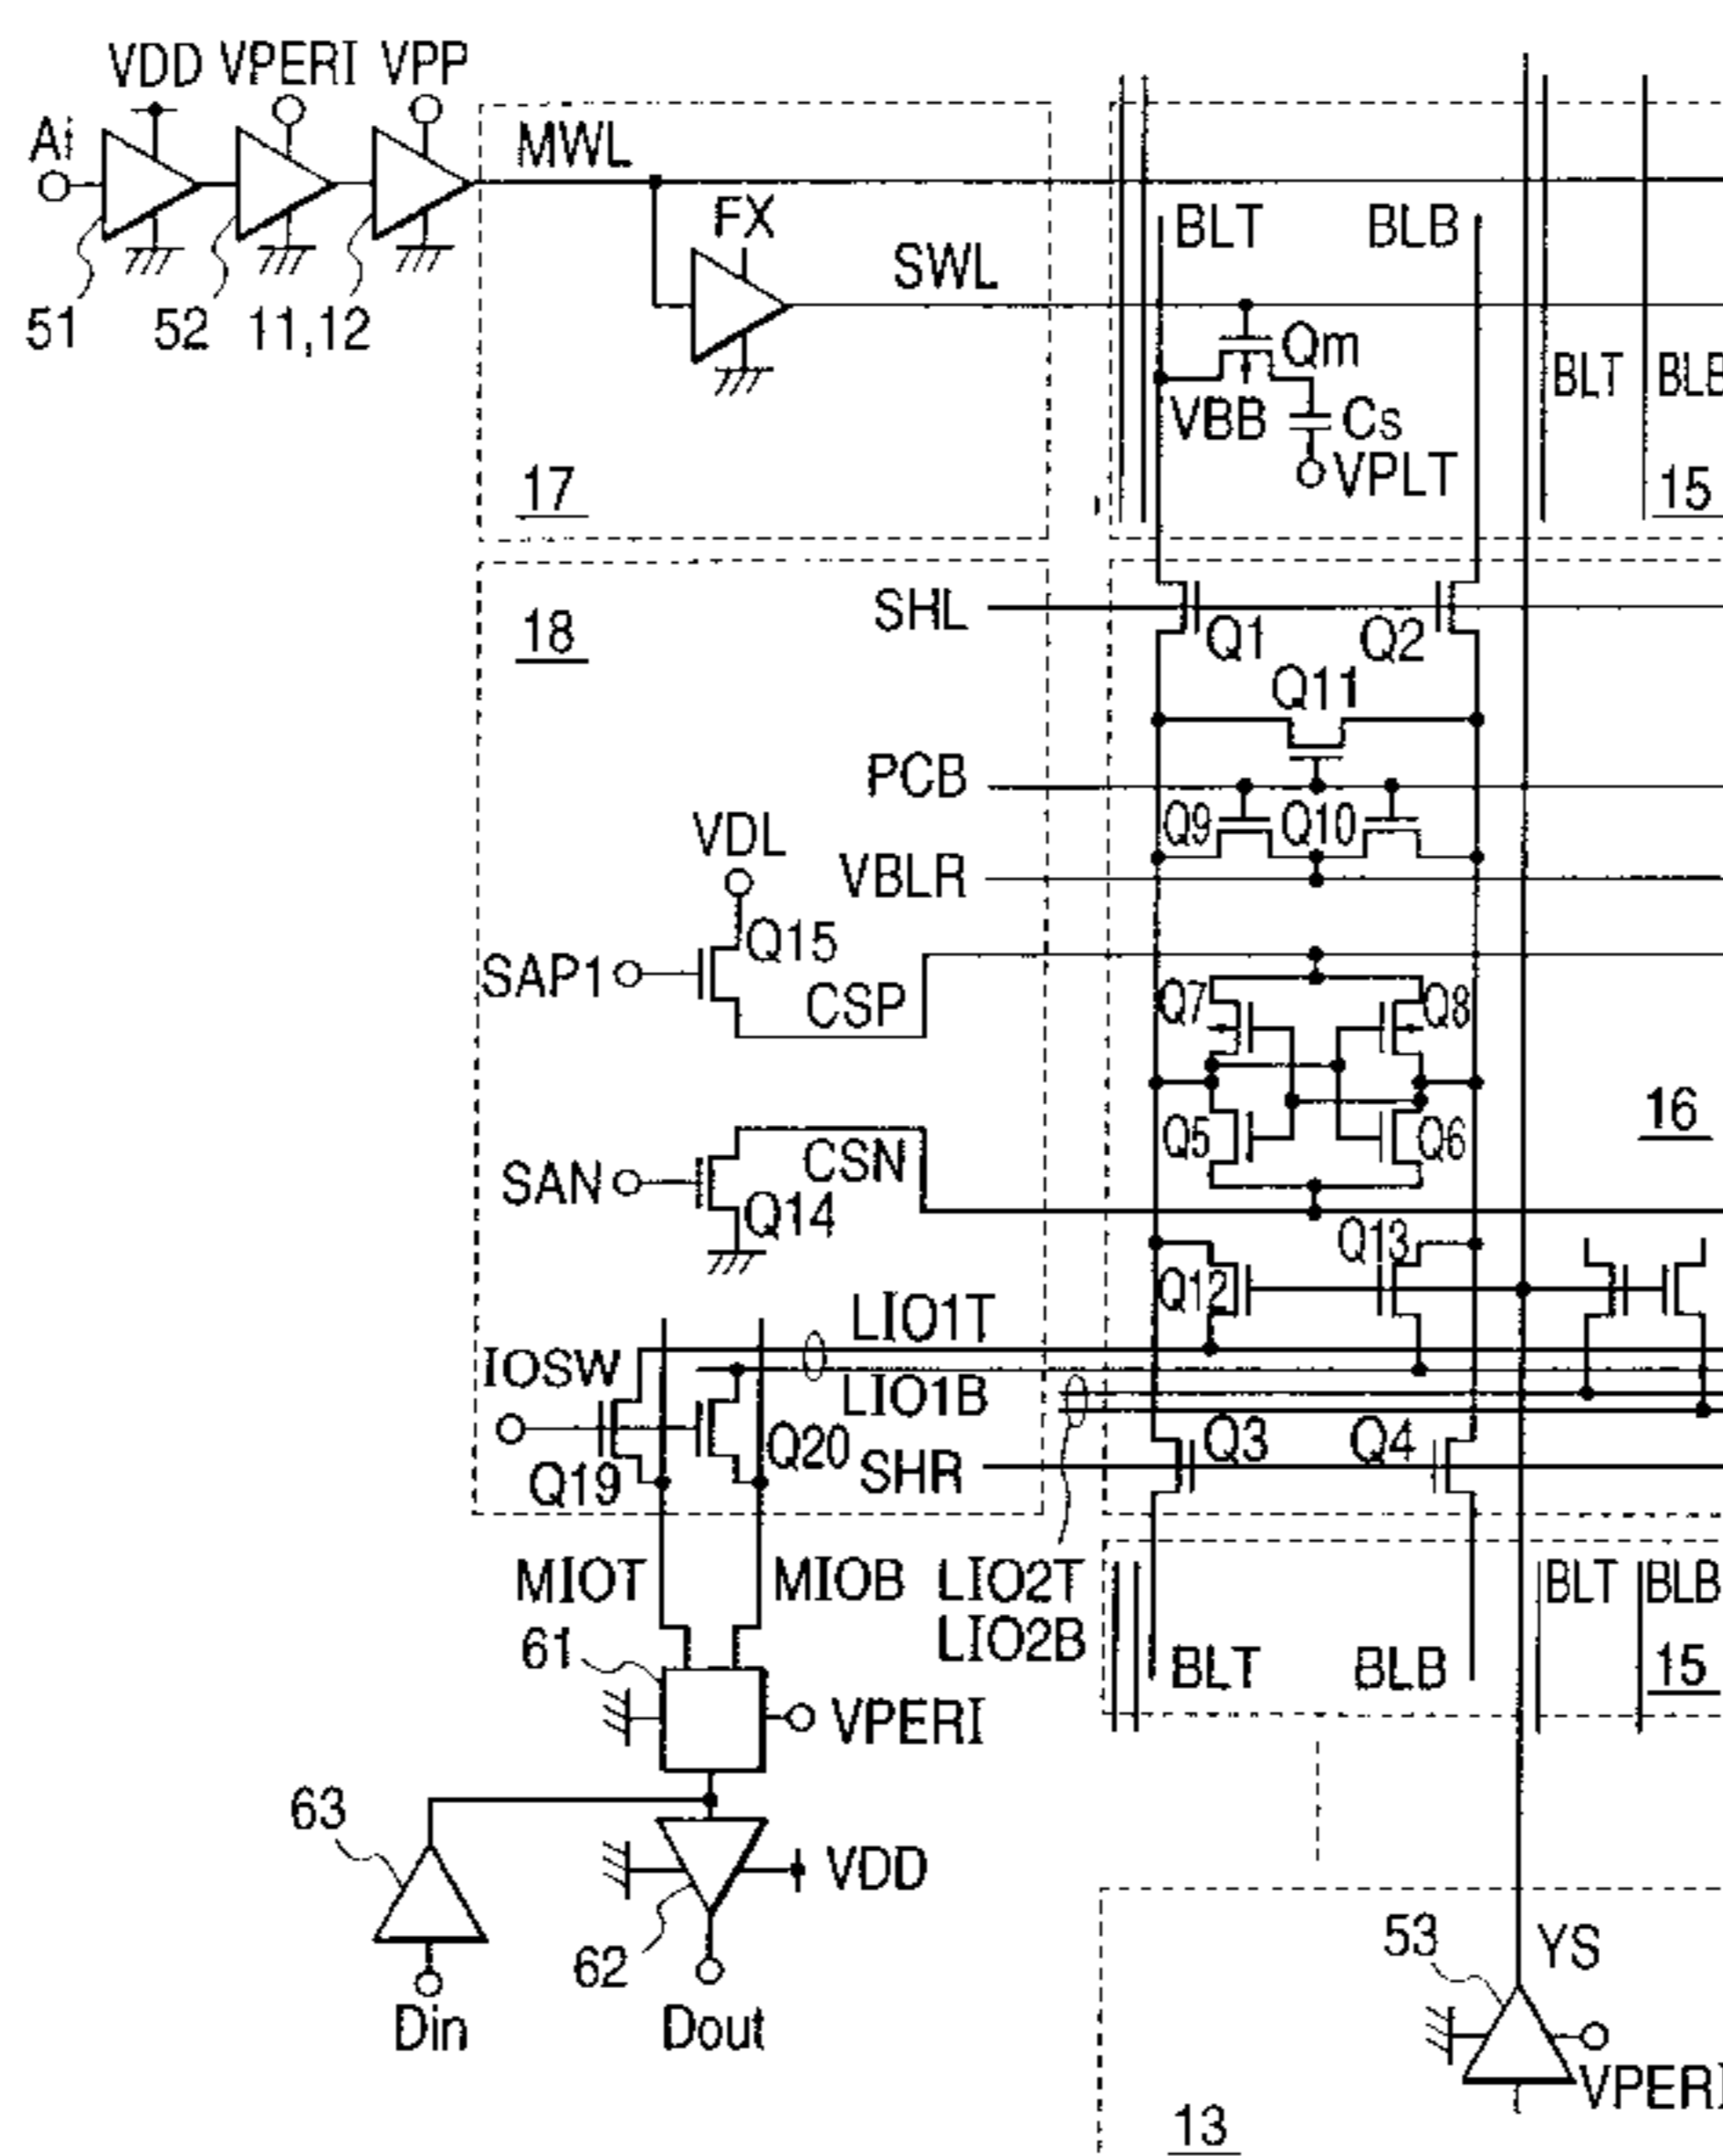 VDD VPERI VPP
Ai
MWL
FX
BLT BLB
SWL
51 52 11,12
Qm
BLT BLB
VBB Cs
VPLT
17
15
18
SHL
Q1 Q2
Q11
PCB
Q9 Q10
VDL
VBLR
Q15
SAP1
CSP
Q7 Q8
16
Q5 Q6
CSN
SAN
Q14
Q13
Q12
LIO1T
IOSW
LIO1B
Q3 Q4
Q20
SHR
Q19
MIOT MIOB LIO2T
LIO2B
BLT BLB
61
BLT BLB
15
VPERI
63
VDD
53
YS
62
Din Dout
VPERI
13